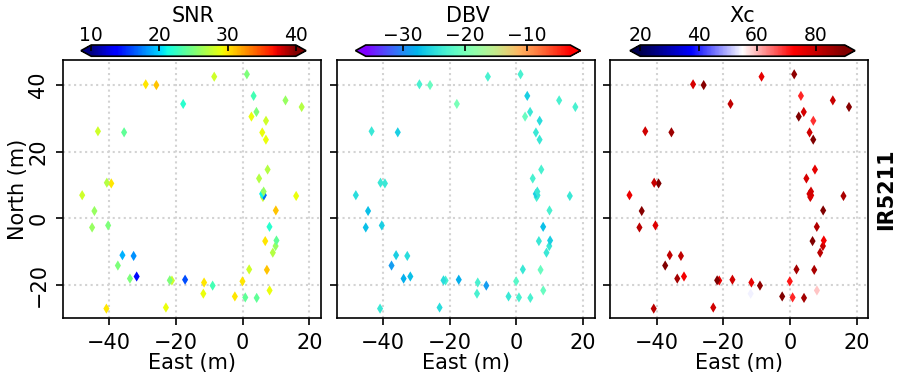 SNR DBV Xc
10 20 30 40 −30 −20 −10 20 40 60 80
40
20
0
−20
North (m)
IR5211
−40 −20 0 20 −40 −20 0 20 −40 −20 0 20
East (m) East (m) East (m)